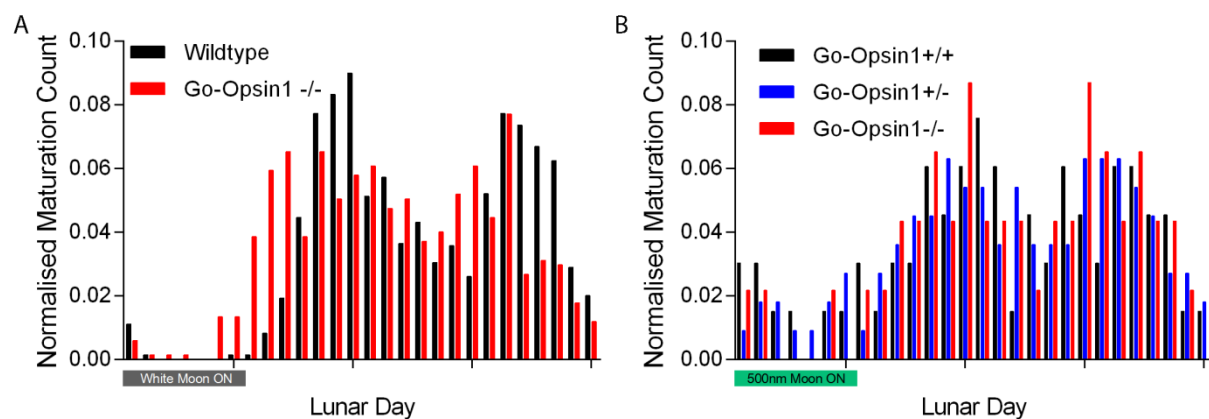 A
Normalised Maturation Count
0.10
0.08
0.06
0.04
0.02
0.00
Wildtype
Go-Opsin1 -/-
White Moon ON
Lunar Day
B
Normalised Maturation Count
0.10
0.08
0.06
0.04
0.02
0.00
Go-Opsin1+/+
Go-Opsin1+/-
Go-Opsin1-/-
500nm Moon ON
Lunar Day